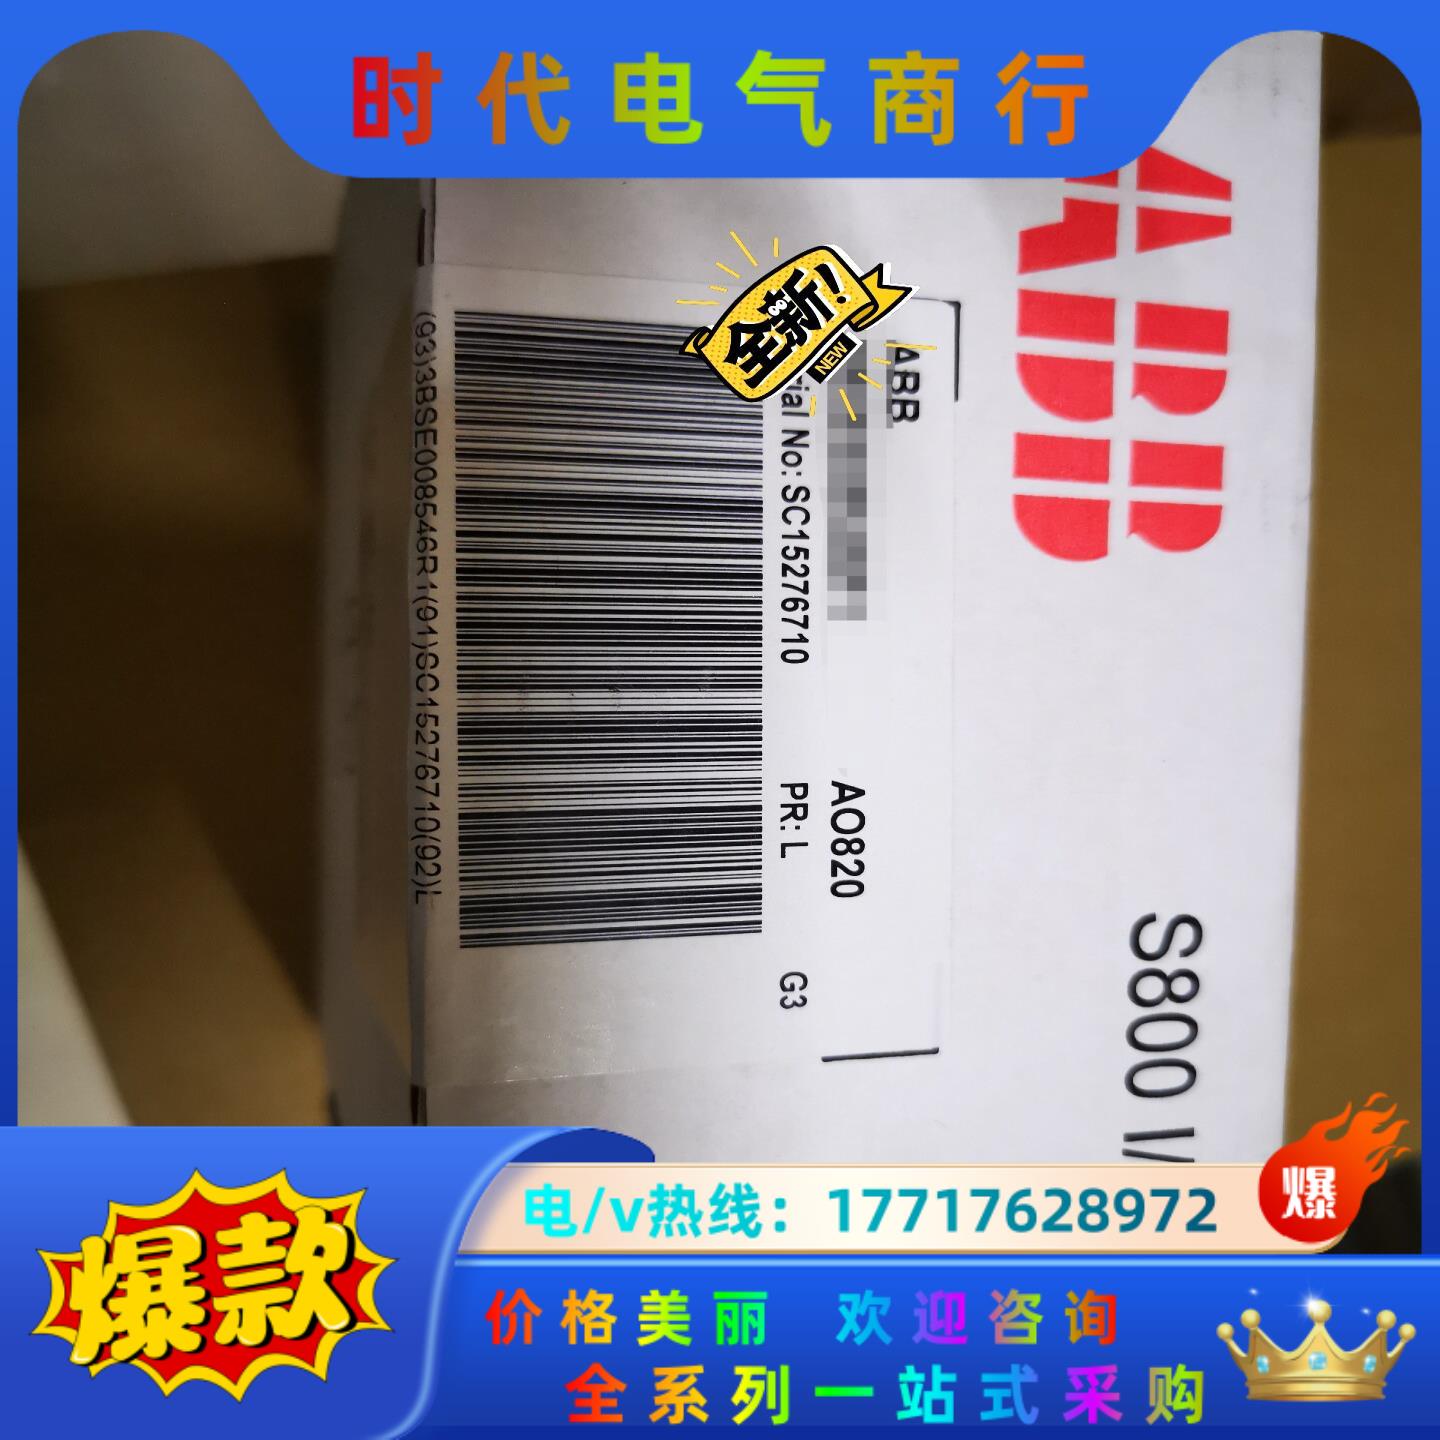 时代电气商行
ABB
S800 I/
全新!
NEW
ABB
AO820
rial No: SC15276710 PR: L G3
(93)3BSE008546R1(91)SC15276710(92)L
爆款
电/v热线：17717628972
爆
价格美丽 欢迎咨询
全系列一站式采购